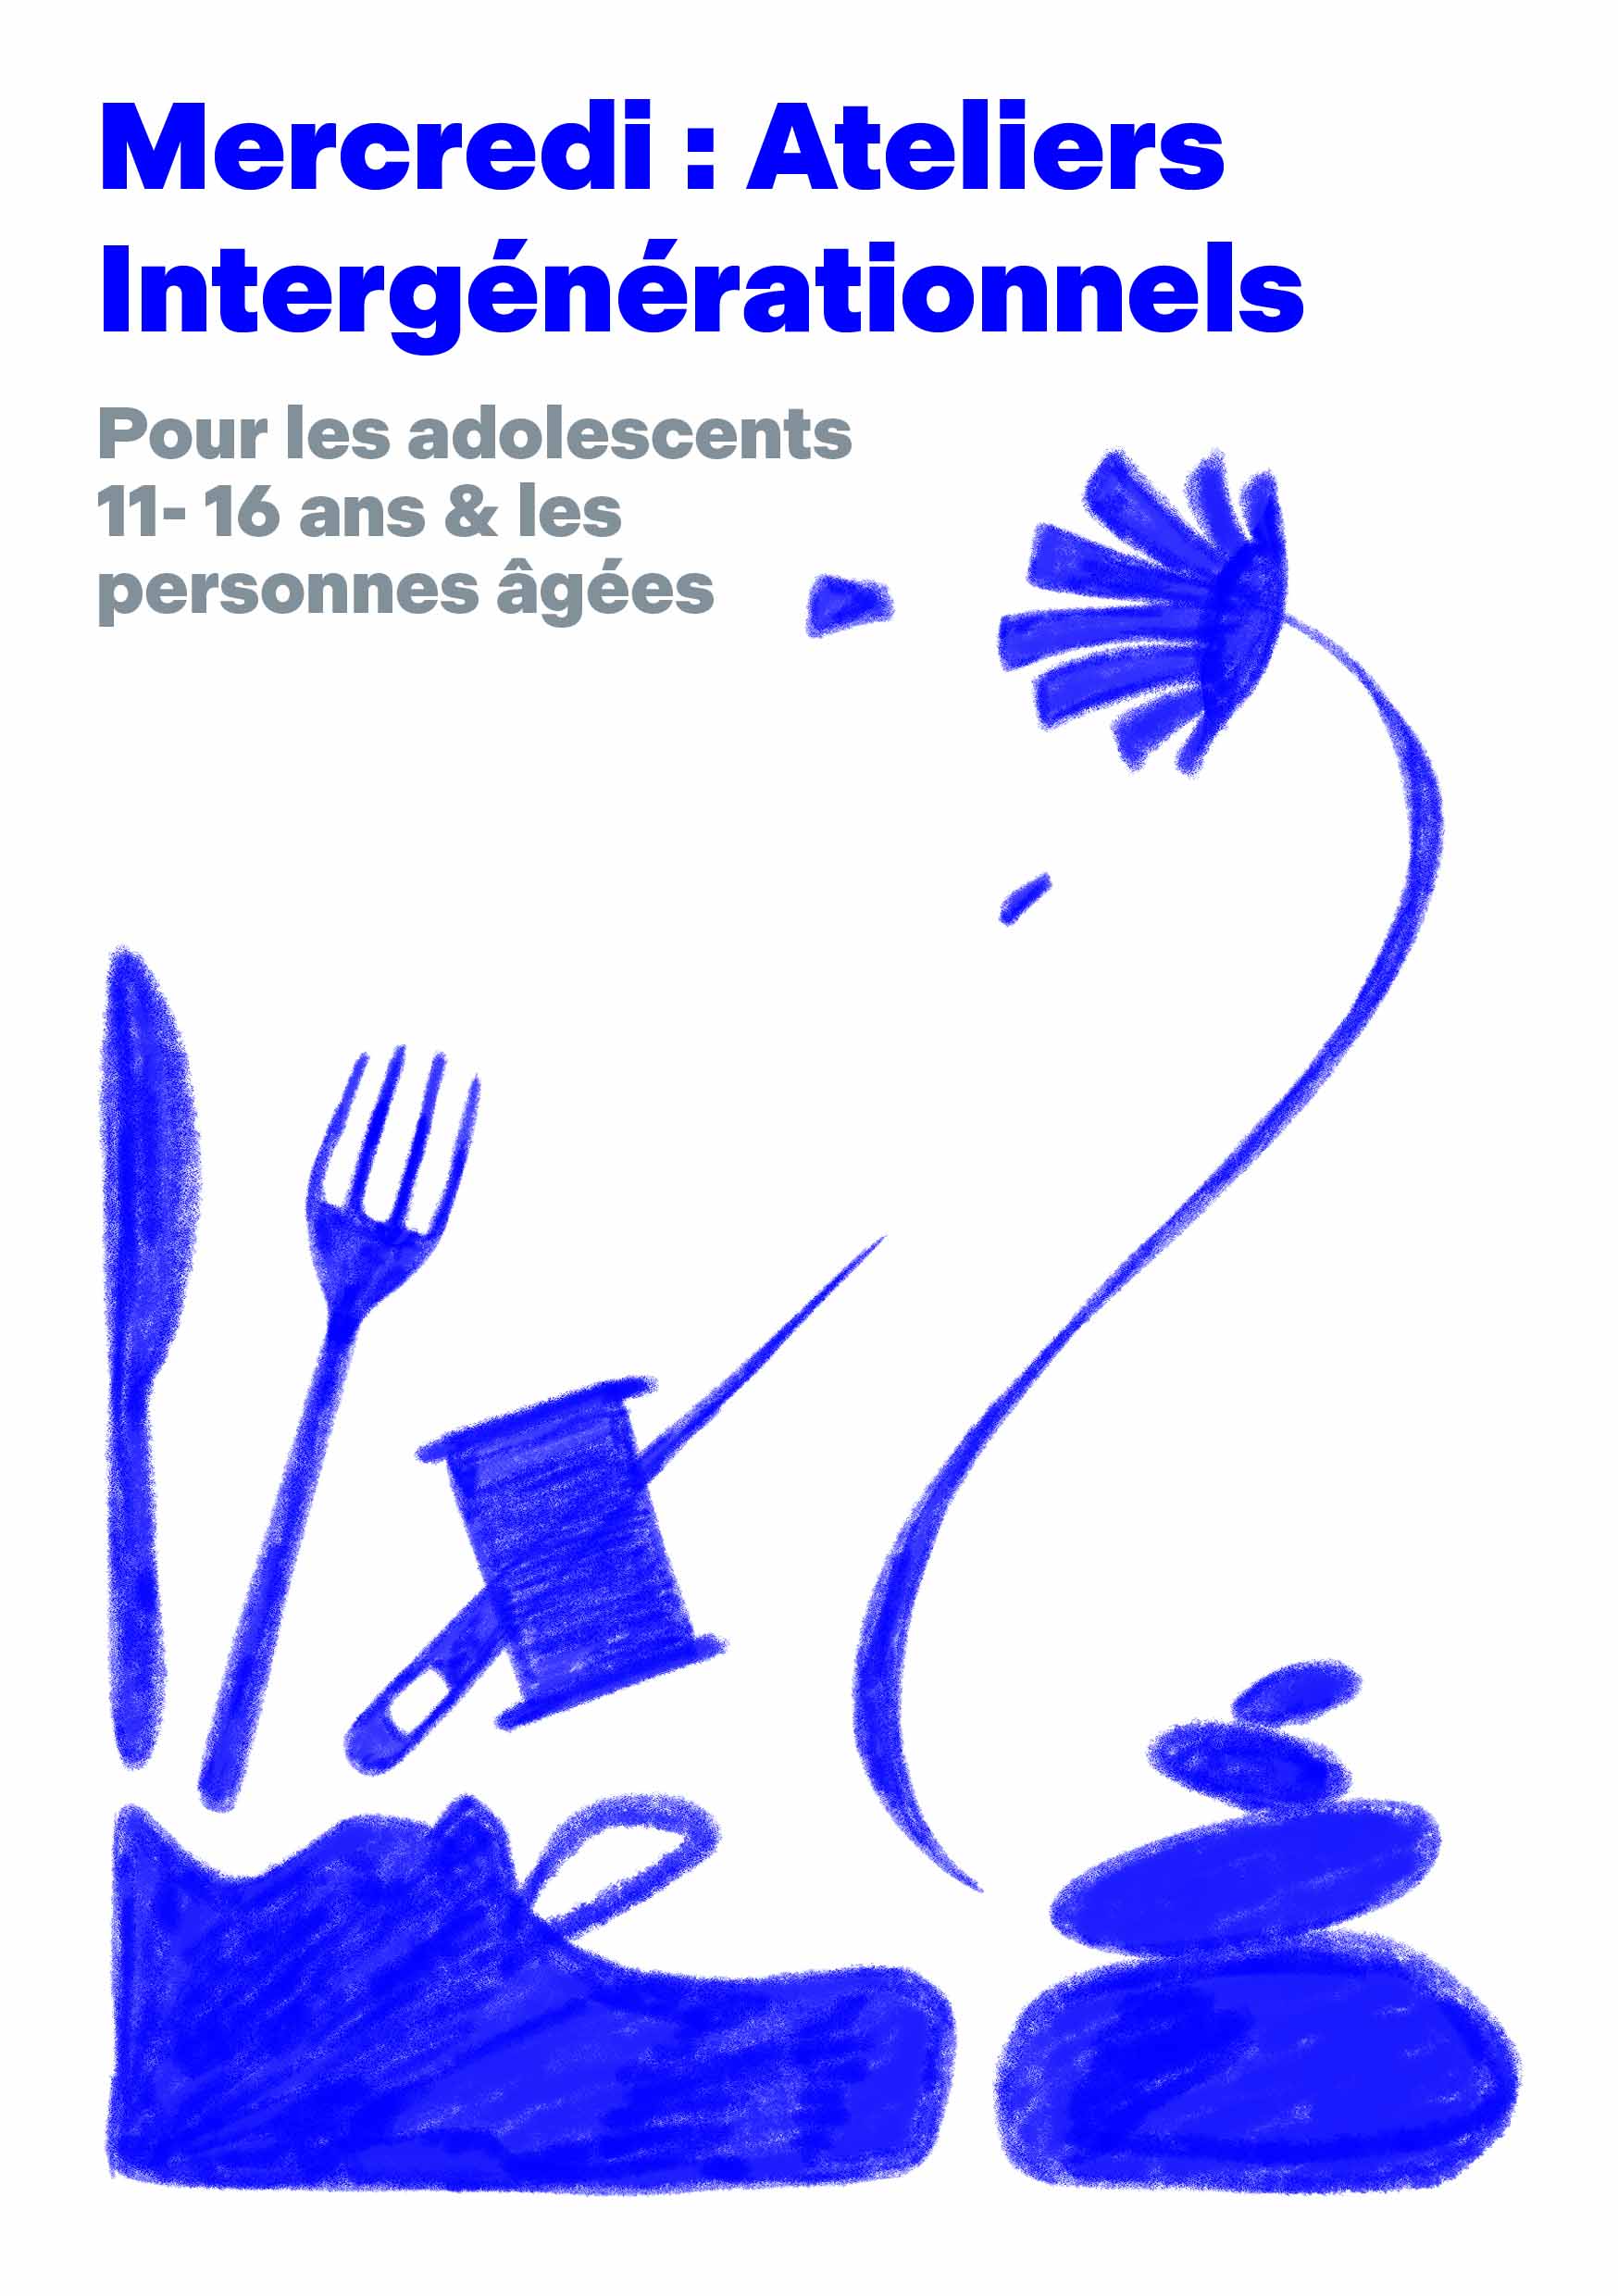 Mercredi : Ateliers
Intergénérationnels
Pour les adolescents
11- 16 ans & les
personnes âgées